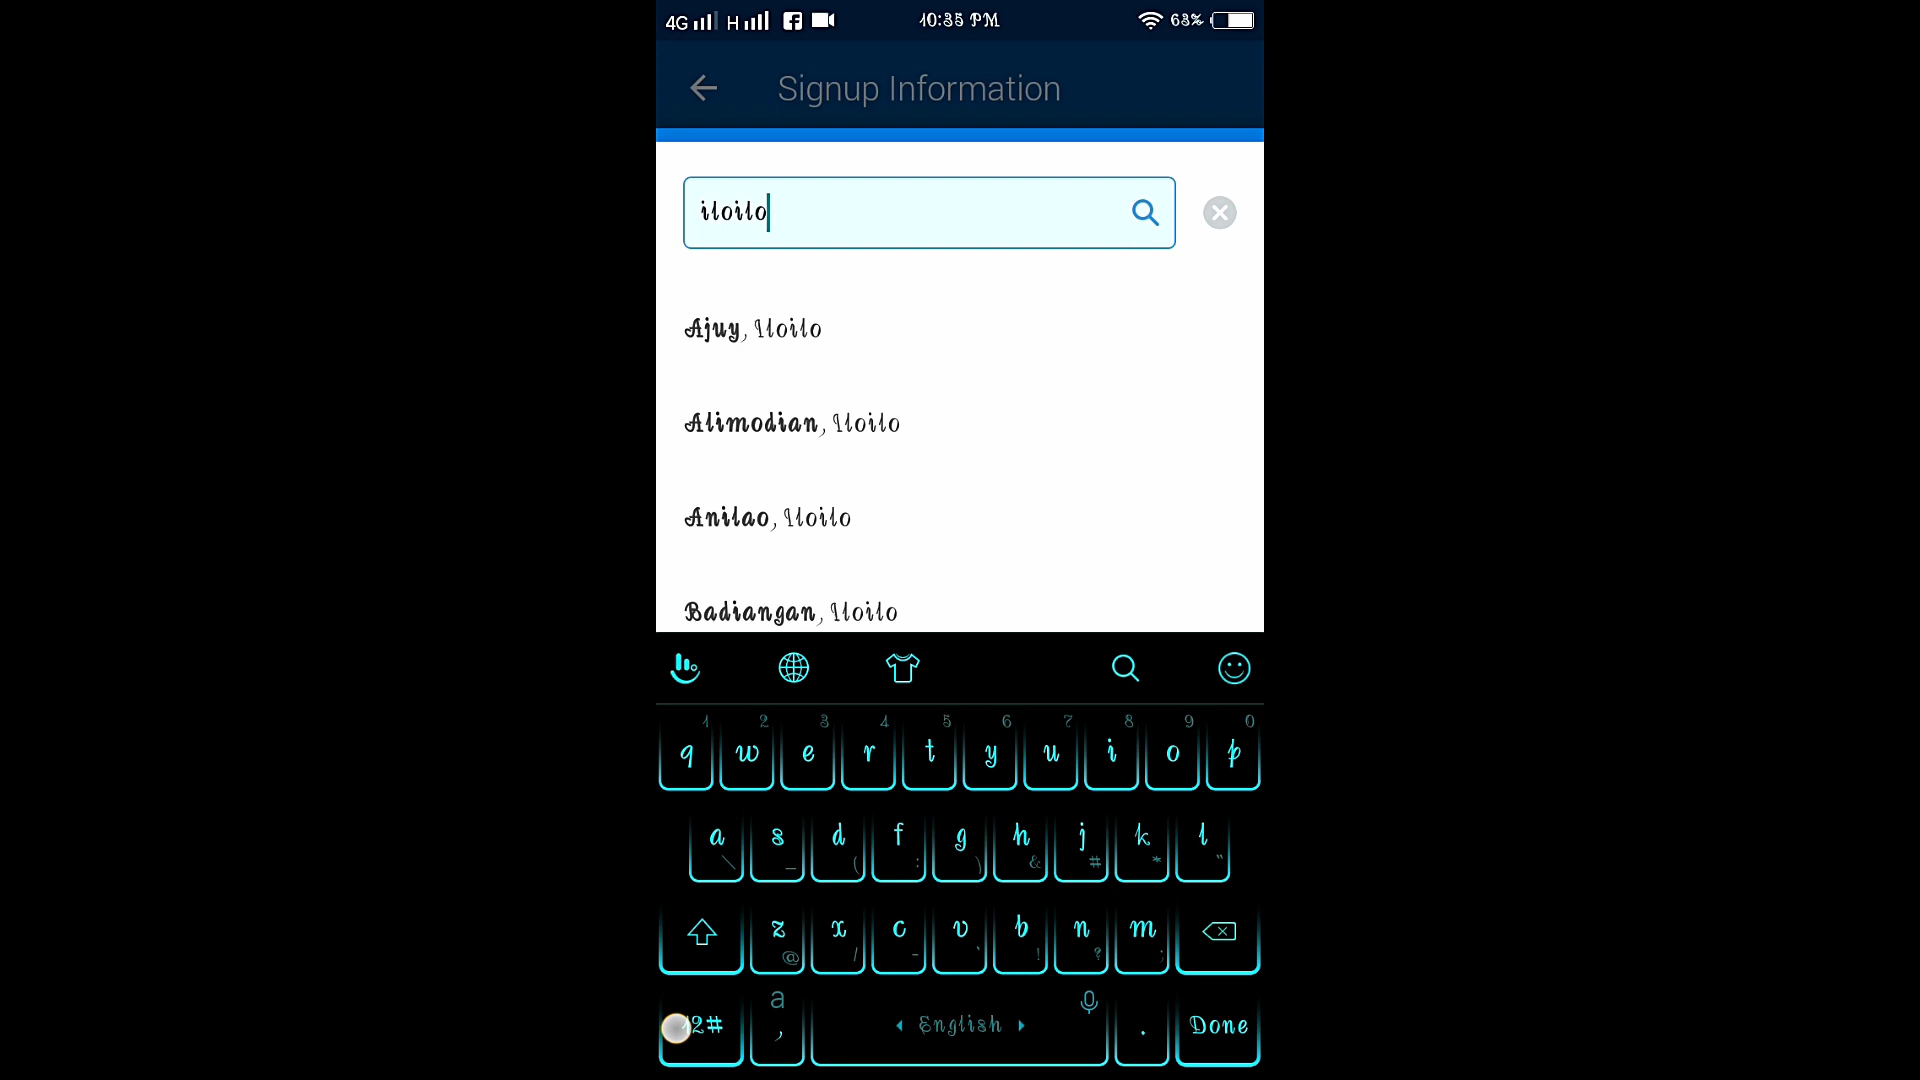 4G H 10:35 PM 63%
Signup Information
iloilo
Ajuy, Iloilo
Alimodian, Iloilo
Anilao, Iloilo
Badiangan, Iloilo
1 2 3 4 5 6 7 8 9 0
q w e r t y u i o p
a s d f g h j k l
\ _ ( : ) & # * "
z x c v b n m
@ / - ' ! ? ;
a
12# , English . Done